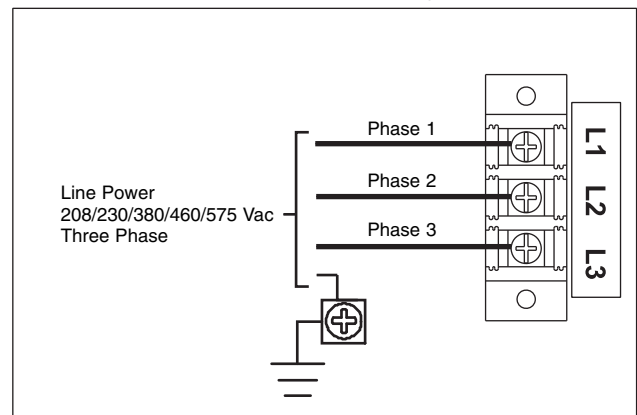 Phase 1
Phase 2
Phase 3
Line Power
208/230/380/460/575 Vac
Three Phase
L1
L2
L3